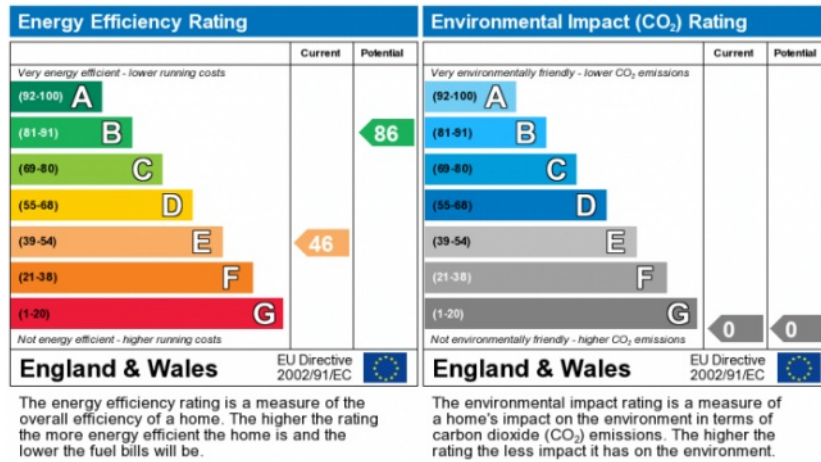 Energy Efficiency Rating
Current Potential
Very energy efficient - lower running costs
(92-100) A
(81-91) B
86
(69-80) C
(55-68) D
(39-54) E
46
(21-38) F
(1-20) G
Not energy efficient - higher running costs
England & Wales
EU Directive
2002/91/EC
The energy efficiency rating is a measure of the
overall efficiency of a home. The higher the rating
the more energy efficient the home is and the
lower the fuel bills will be.
Environmental Impact (CO₂) Rating
Current Potential
Very environmentally friendly - lower CO₂ emissions
(92-100) A
(81-91) B
(69-80) C
(55-68) D
(39-54) E
(21-38) F
(1-20) G
0 0
Not environmentally friendly - higher CO₂ emissions
England & Wales
EU Directive
2002/91/EC
The environmental impact rating is a measure of
a home's impact on the environment in terms of
carbon dioxide (CO₂) emissions. The higher the
rating the less impact it has on the environment.